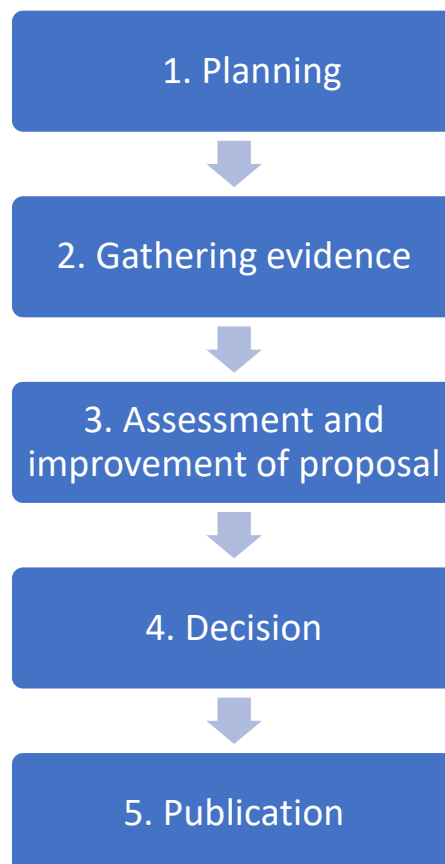 1. Planning
2. Gathering evidence
3. Assessment and
improvement of proposal
4. Decision
5. Publication